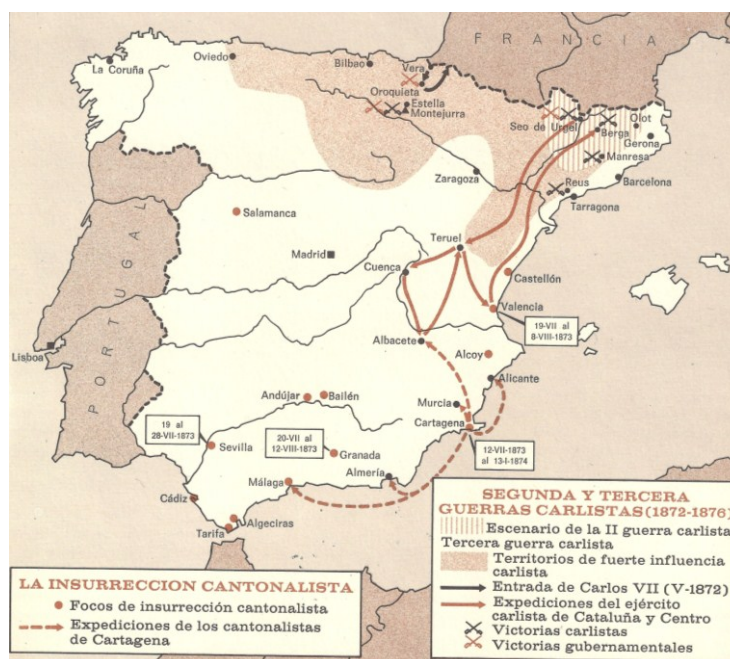 FRANCIA
La Coruña
Oviedo
Bilbao
Vera
Oroquieta
Estella
Montejurra
Seo de Urgel
Olot
Berga
Gerona
Manresa
Zaragoza
Reus
Barcelona
Tarragona
Salamanca
Teruel
Madrid
Cuenca
Castellón
Valencia
19-VII al
8-VIII-1873
PORTUGAL
Lisboa
Albacete
Alcoy
Alicante
Andújar
Bailén
Murcia
Cartagena
19 al
28-VII-1873
Sevilla
20-VII al
12-VIII-1873
Granada
12-VII-1873
al 13-I-1874
Málaga
Almería
Cádiz
Algeciras
Tarifa
LA INSURRECCION CANTONALISTA
Focos de insurrección cantonalista
Expediciones de los cantonalistas
de Cartagena
SEGUNDA Y TERCERA
GUERRAS CARLISTAS (1872-1876)
Escenario de la II guerra carlista
Tercera guerra carlista
Territorios de fuerte influencia
carlista
Entrada de Carlos VII (V-1872)
Expediciones del ejército
carlista de Cataluña y Centro
Victorias carlistas
Victorias gubernamentales